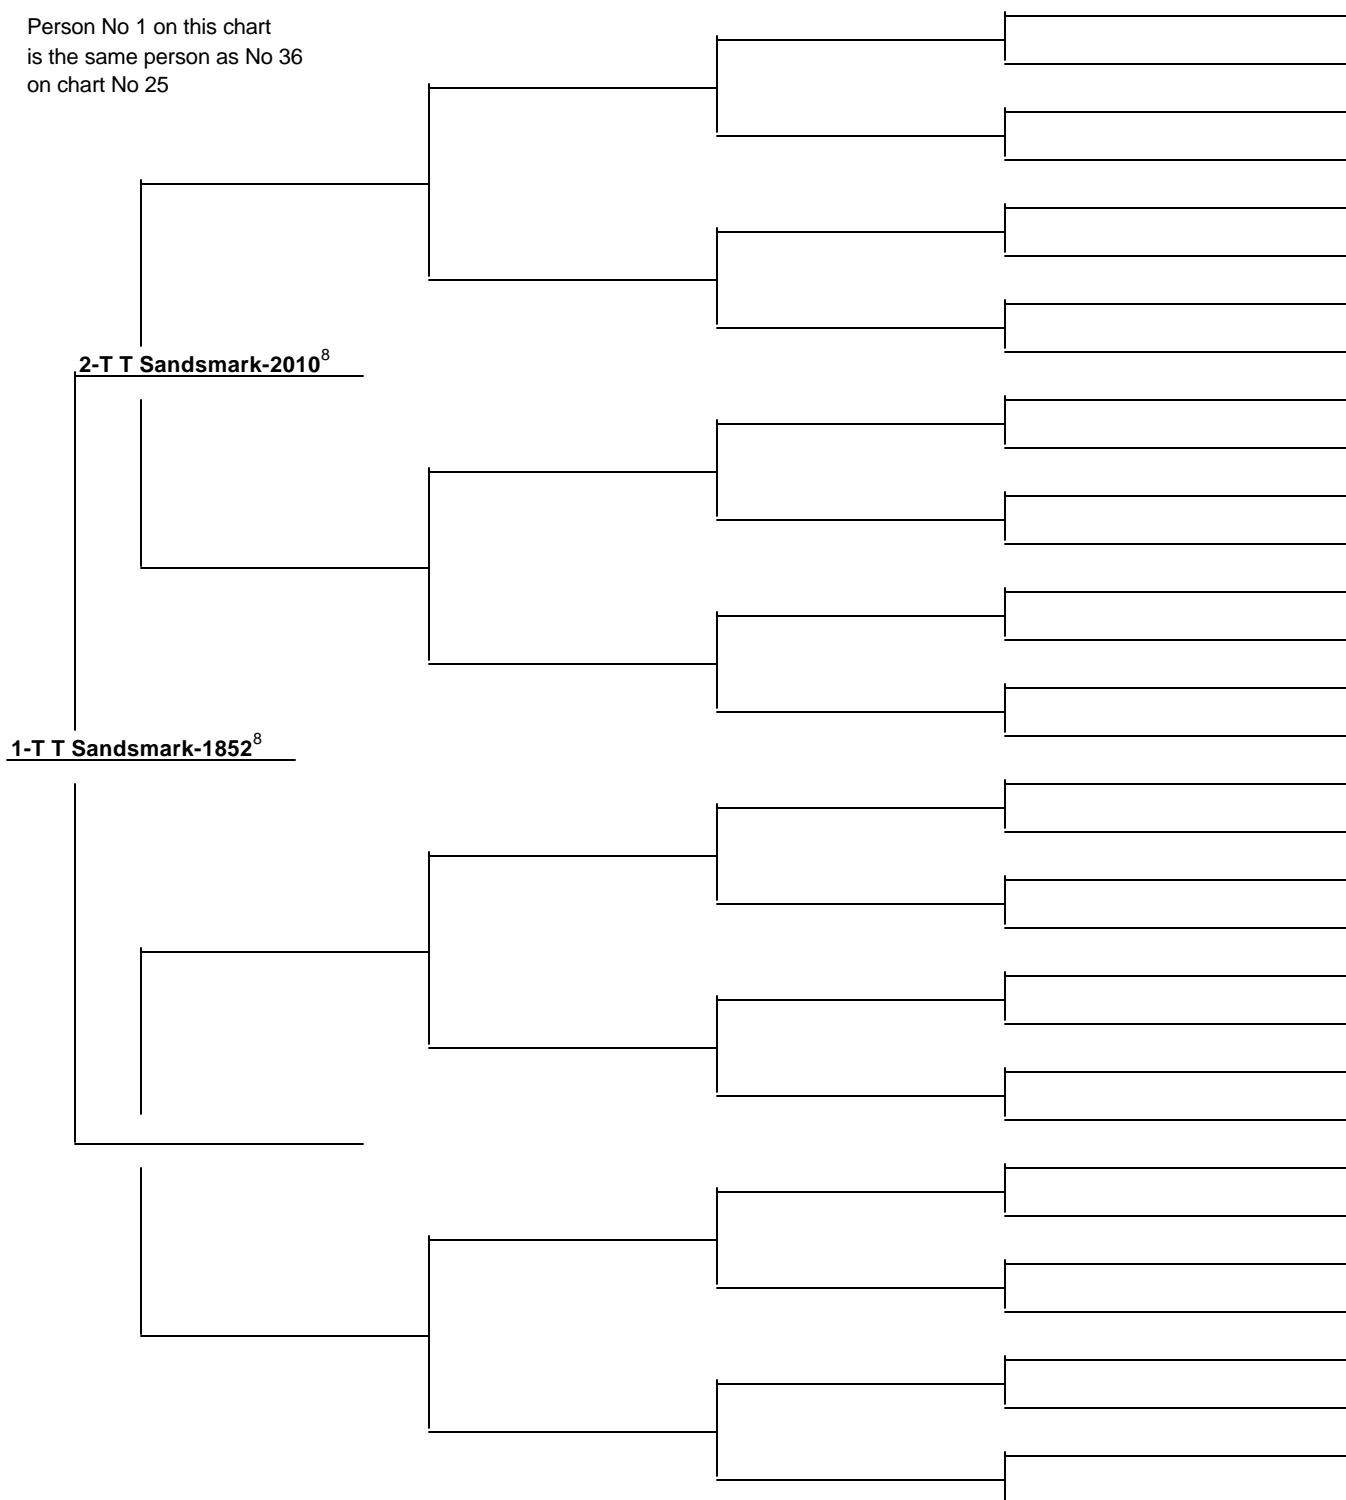 Person No 1 on this chart
is the same person as No 36
on chart No 25
2-T T Sandsmark-2010⁸
1-T T Sandsmark-1852⁸